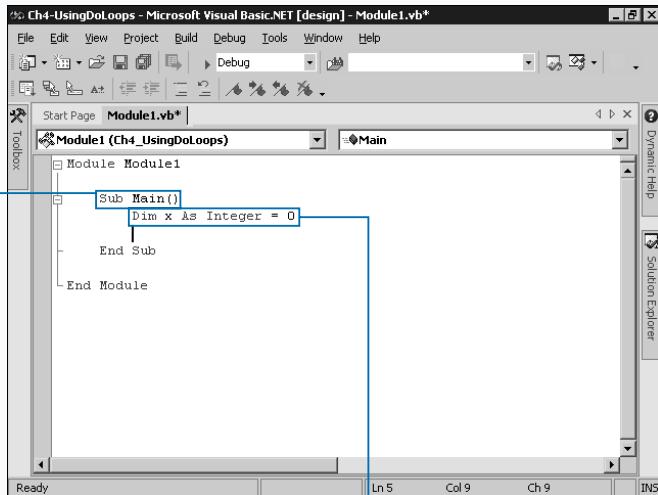 Ch4-UsingDoLoops - Microsoft Visual Basic.NET [design] - Module1.vb*
File Edit View Project Build Debug Tools Window Help
Debug
Start Page Module1.vb*
Toolbox
Module1 (Ch4_UsingDoLoops) Main
Module Module1
Sub Main()
Dim x As Integer = 0
End Sub
End Module
Dynamic Help
Solution Explorer
Ready Ln 5 Col 9 Ch 9 INS